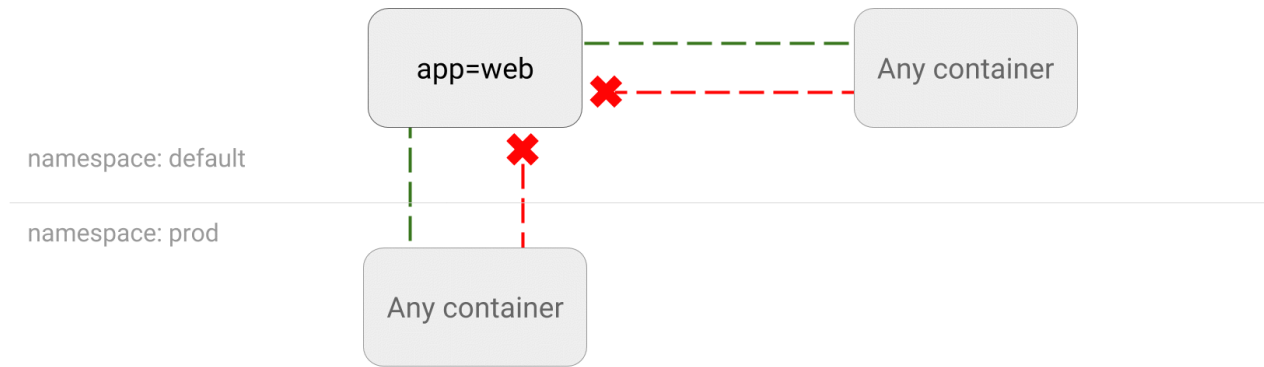 app=web
Any container
namespace: default
namespace: prod
Any container